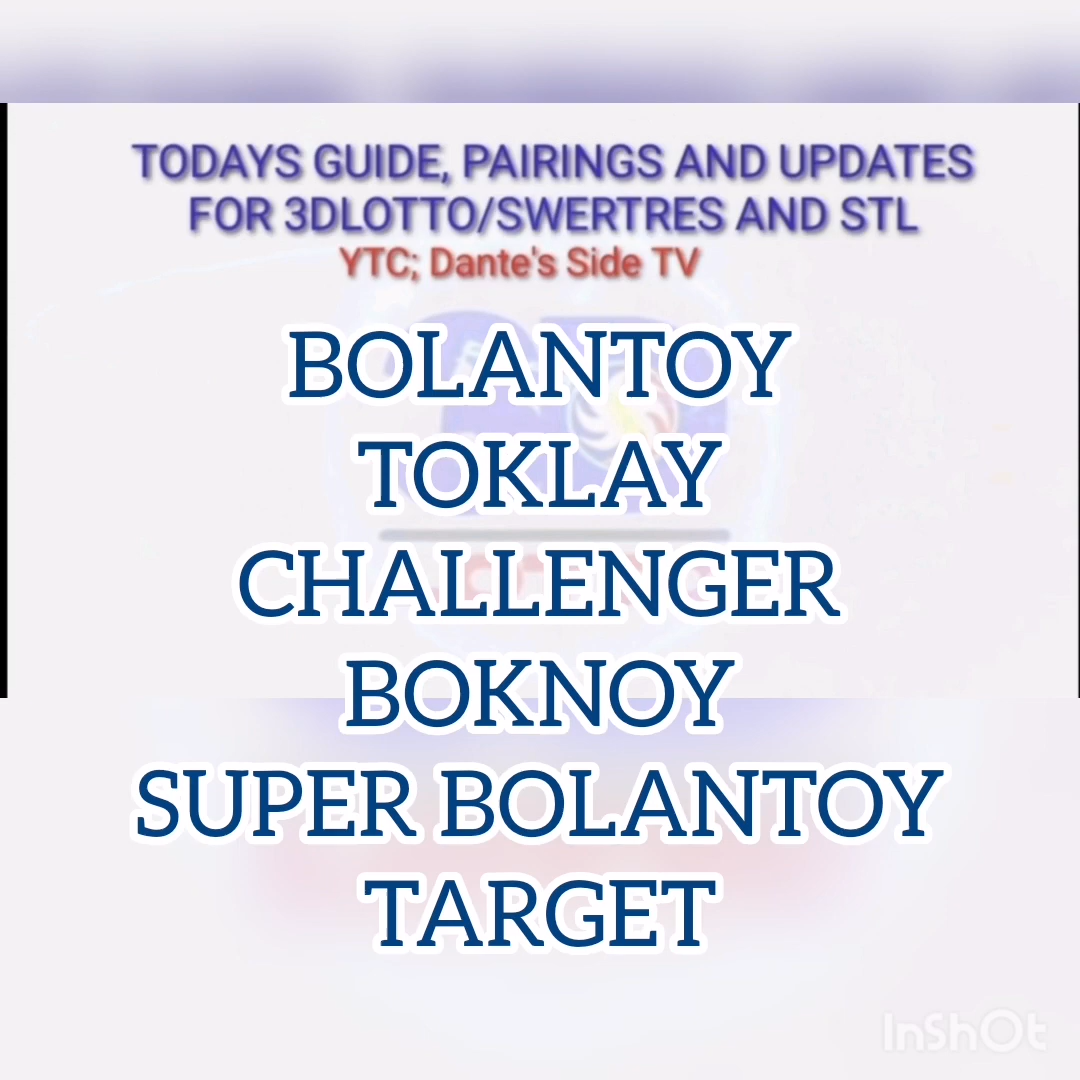 TODAYS GUIDE, PAIRINGS AND UPDATES
FOR 3DLOTTO/SWERTRES AND STL
YTC; Dante's Side TV
BOLANTOY
TOKLAY
CHALLENGER
BOKNOY
SUPER BOLANTOY
TARGET
InShOt